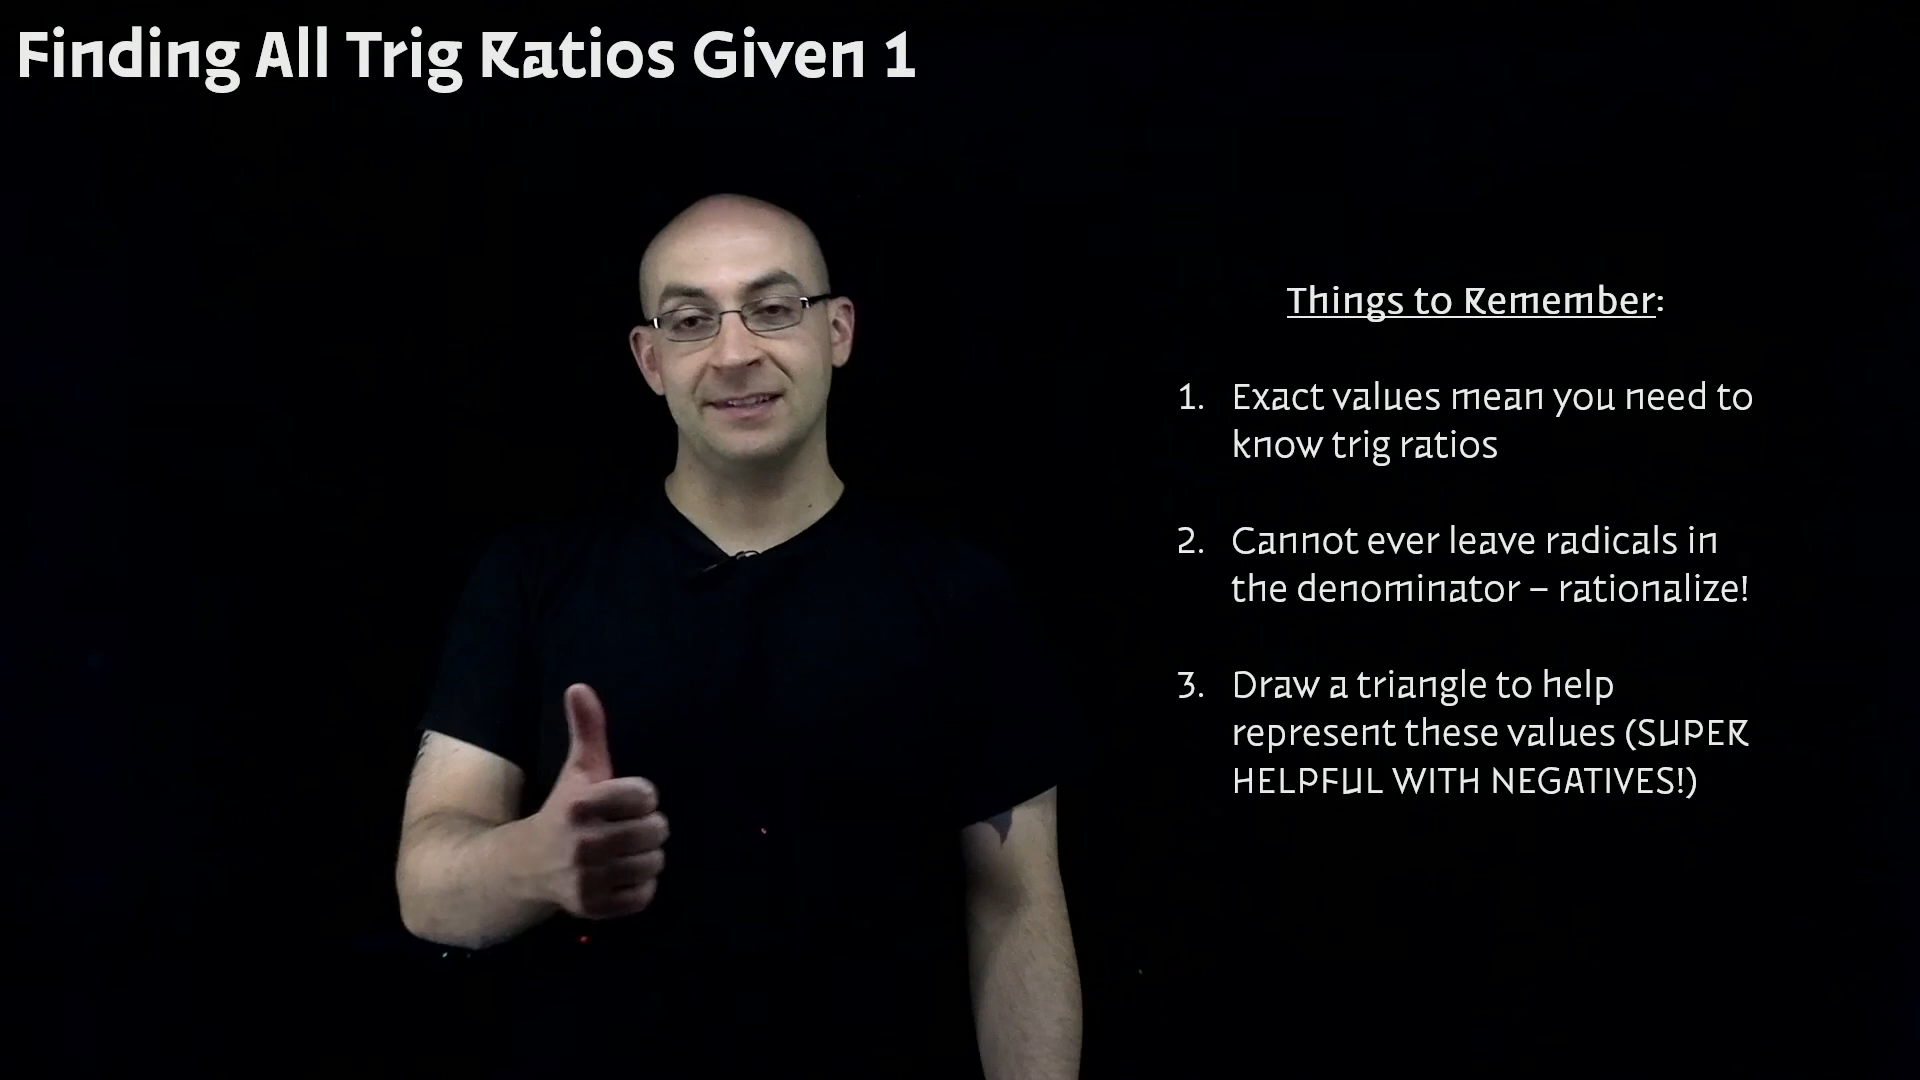 Finding All Trig Ratios Given 1
Things to Remember:
1. Exact values mean you need to
know trig ratios
2. Cannot ever leave radicals in
the denominator – rationalize!
3. Draw a triangle to help
represent these values (SUPER
HELPFUL WITH NEGATIVES!)